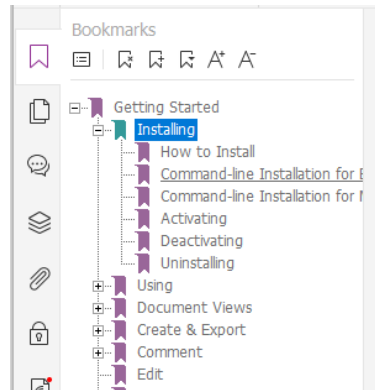 Bookmarks
A+ A-
Getting Started
Installing
How to Install
Command-line Installation for
Command-line Installation for
Activating
Deactivating
Uninstalling
Using
Document Views
Create & Export
Comment
Edit